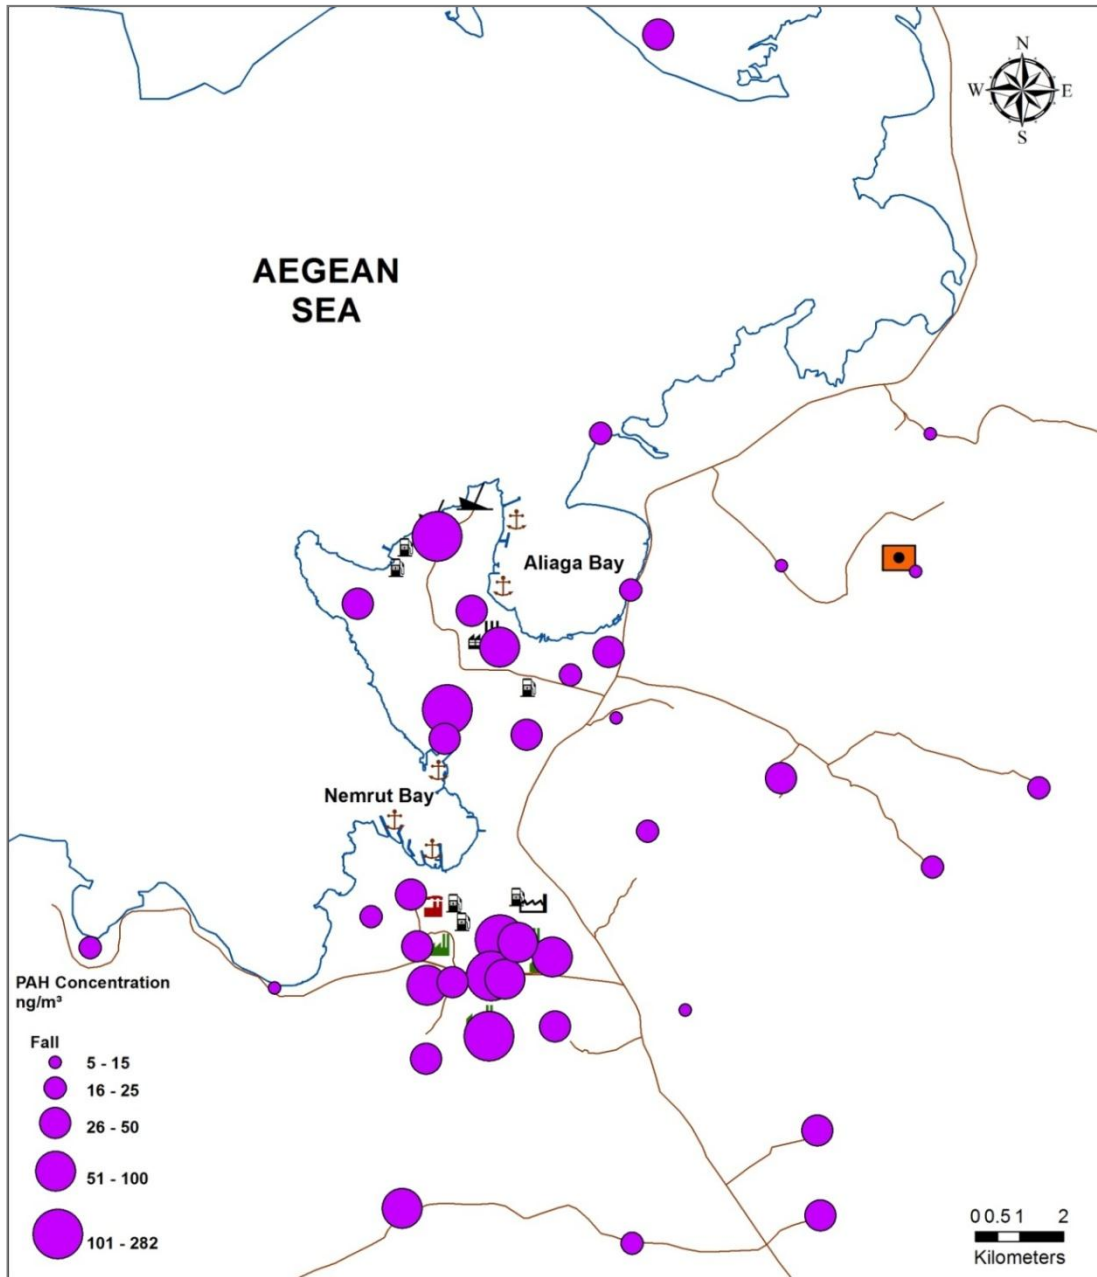 N
W E
S
AEGEAN
SEA
Aliaga Bay
Nemrut Bay
PAH Concentration
ng/m³
Fall
5 - 15
16 - 25
26 - 50
51 - 100
101 - 282
0 0.5 1 2
Kilometers